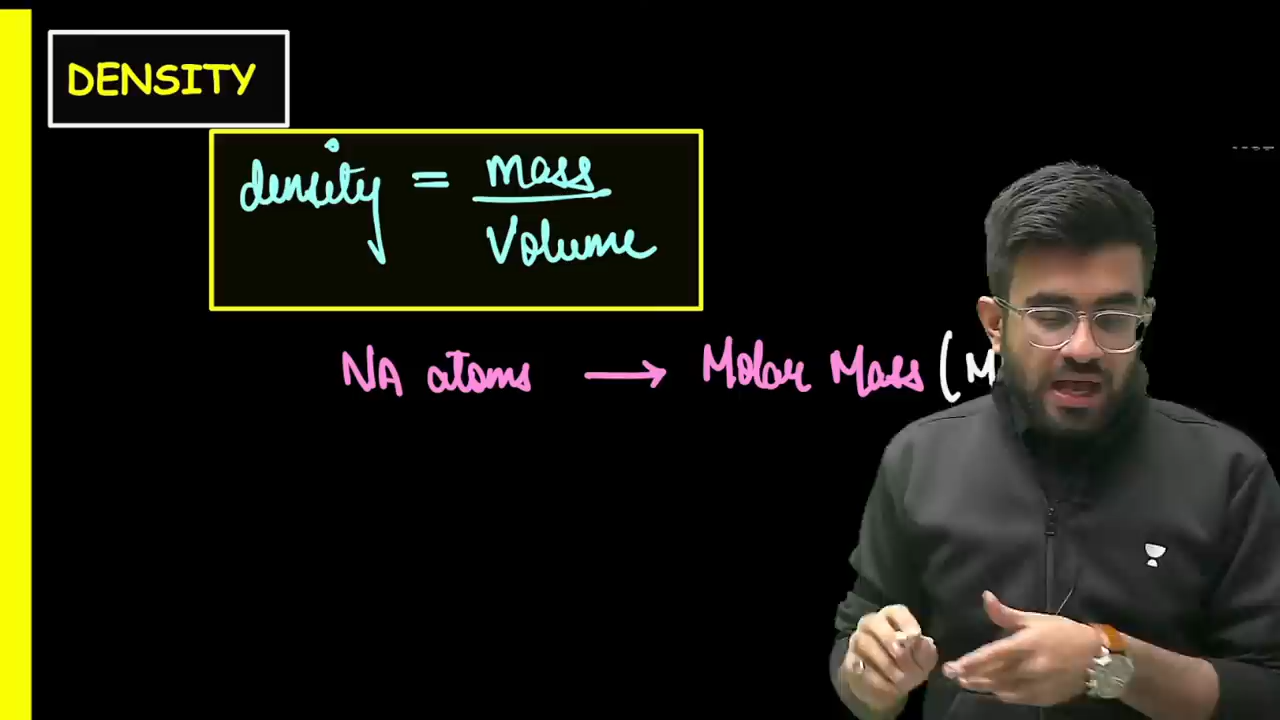 DENSITY
density = mass
Volume
NA atoms → Molar Mass (M